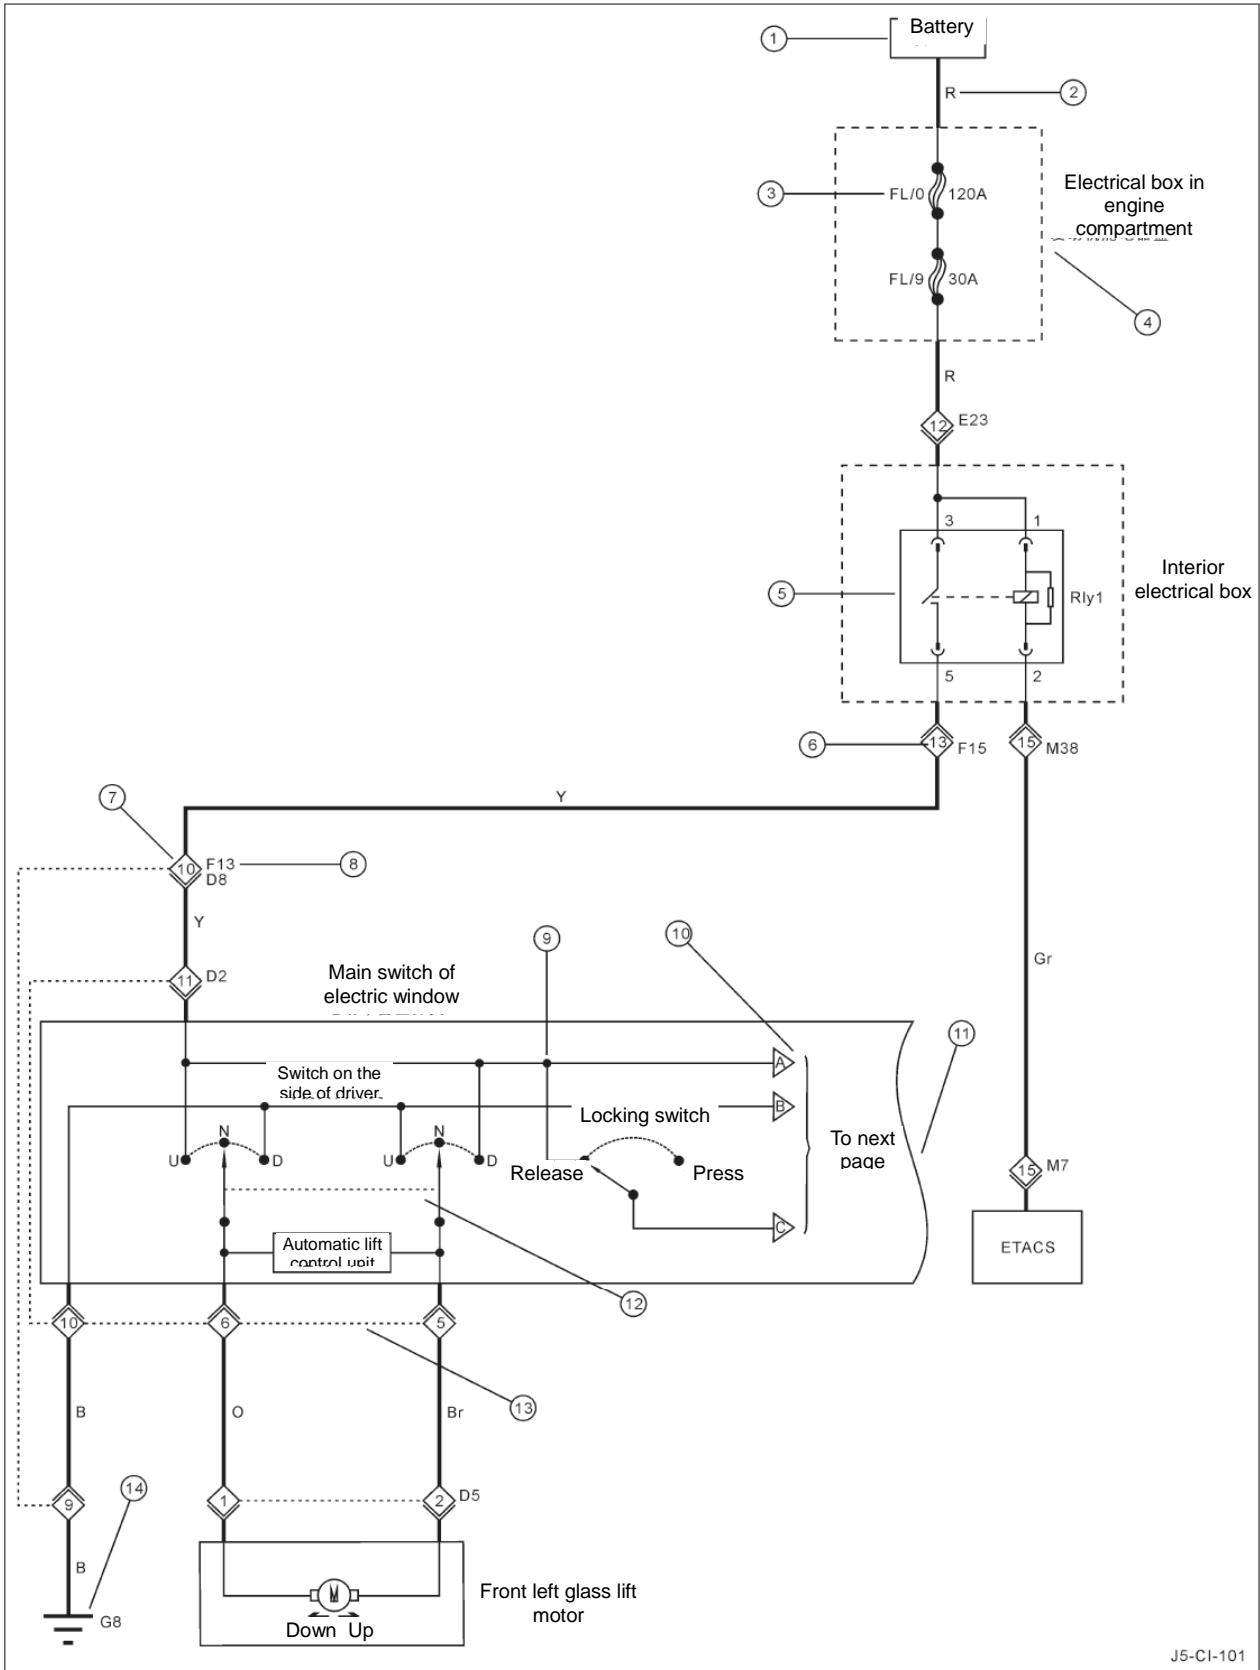 Battery
1
R
2
3
FL/0
120A
Electrical box in
engine
compartment
FL/9
30A
4
R
12
E23
3
1
5
Rly1
Interior
electrical box
5
2
6
13
F15
15
M38
7
Y
10
F13
8
D8
Y
9
10
Gr
11
D2
Main switch of
electric window
11
A
Switch on the
side of driver
B
Locking switch
To next
page
N
N
U
D
U
D
Release
Press
15
M7
C
Automatic lift
control unit
ETACS
12
10
6
5
13
B
O
Br
14
9
1
2
D5
B
G8
M
Down Up
Front left glass lift
motor
J5-CI-101